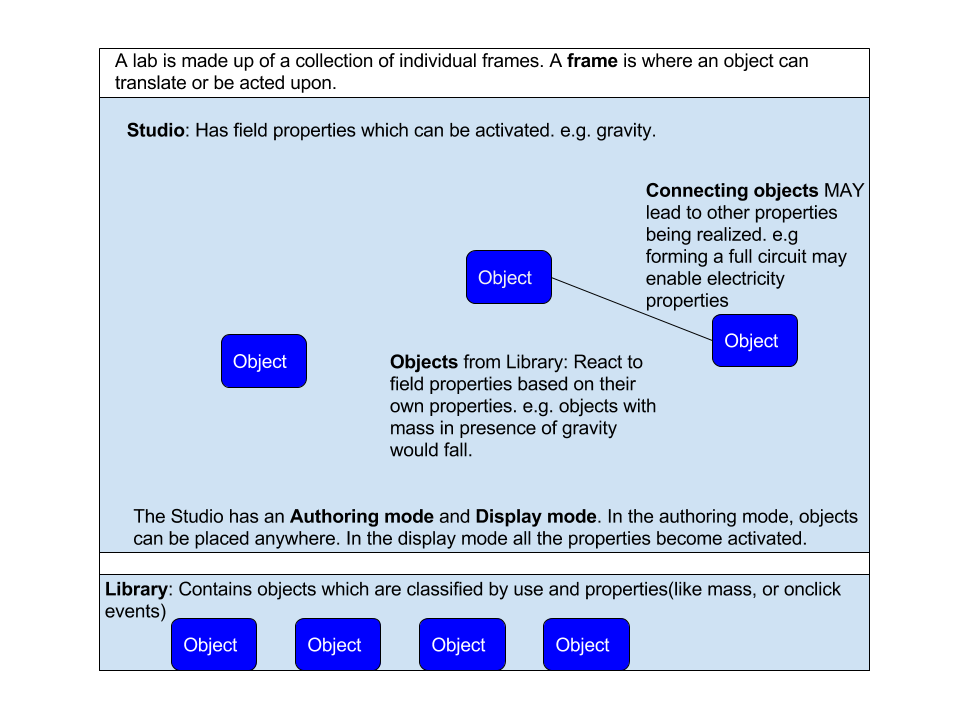 A lab is made up of a collection of individual frames. A frame is where an object can
translate or be acted upon.
Studio: Has field properties which can be activated. e.g. gravity.
Connecting objects MAY
lead to other properties
being realized. e.g
forming a full circuit may
enable electricity
properties
Object
Object
Object
Objects from Library: React to
field properties based on their
own properties. e.g. objects with
mass in presence of gravity
would fall.
The Studio has an Authoring mode and Display mode. In the authoring mode, objects
can be placed anywhere. In the display mode all the properties become activated.
Library: Contains objects which are classified by use and properties(like mass, or onclick
events)
Object
Object
Object
Object